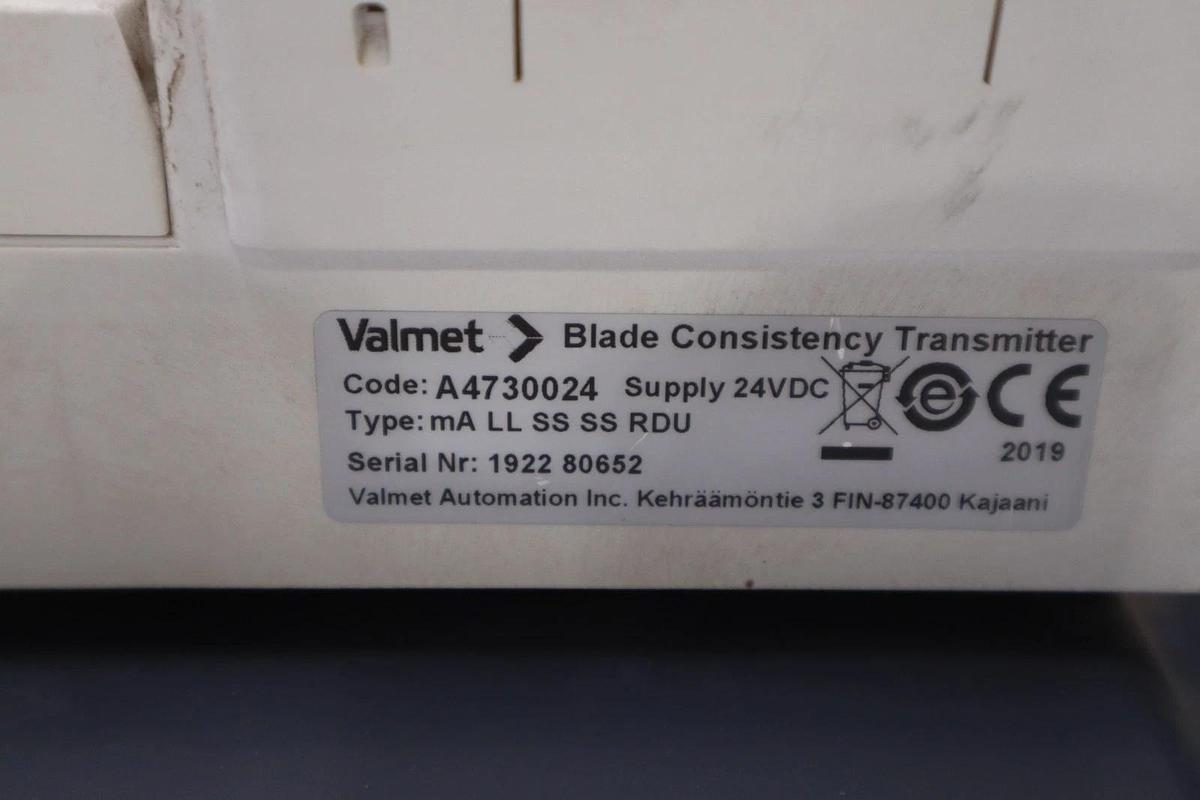 Valmet Blade Consistency Transmitter
Code: A4730024 Supply 24VDC
Type: mA LL SS SS RDU
e CE
2019
Serial Nr: 1922 80652
Valmet Automation Inc. Kehräämöntie 3 FIN-87400 Kajaani